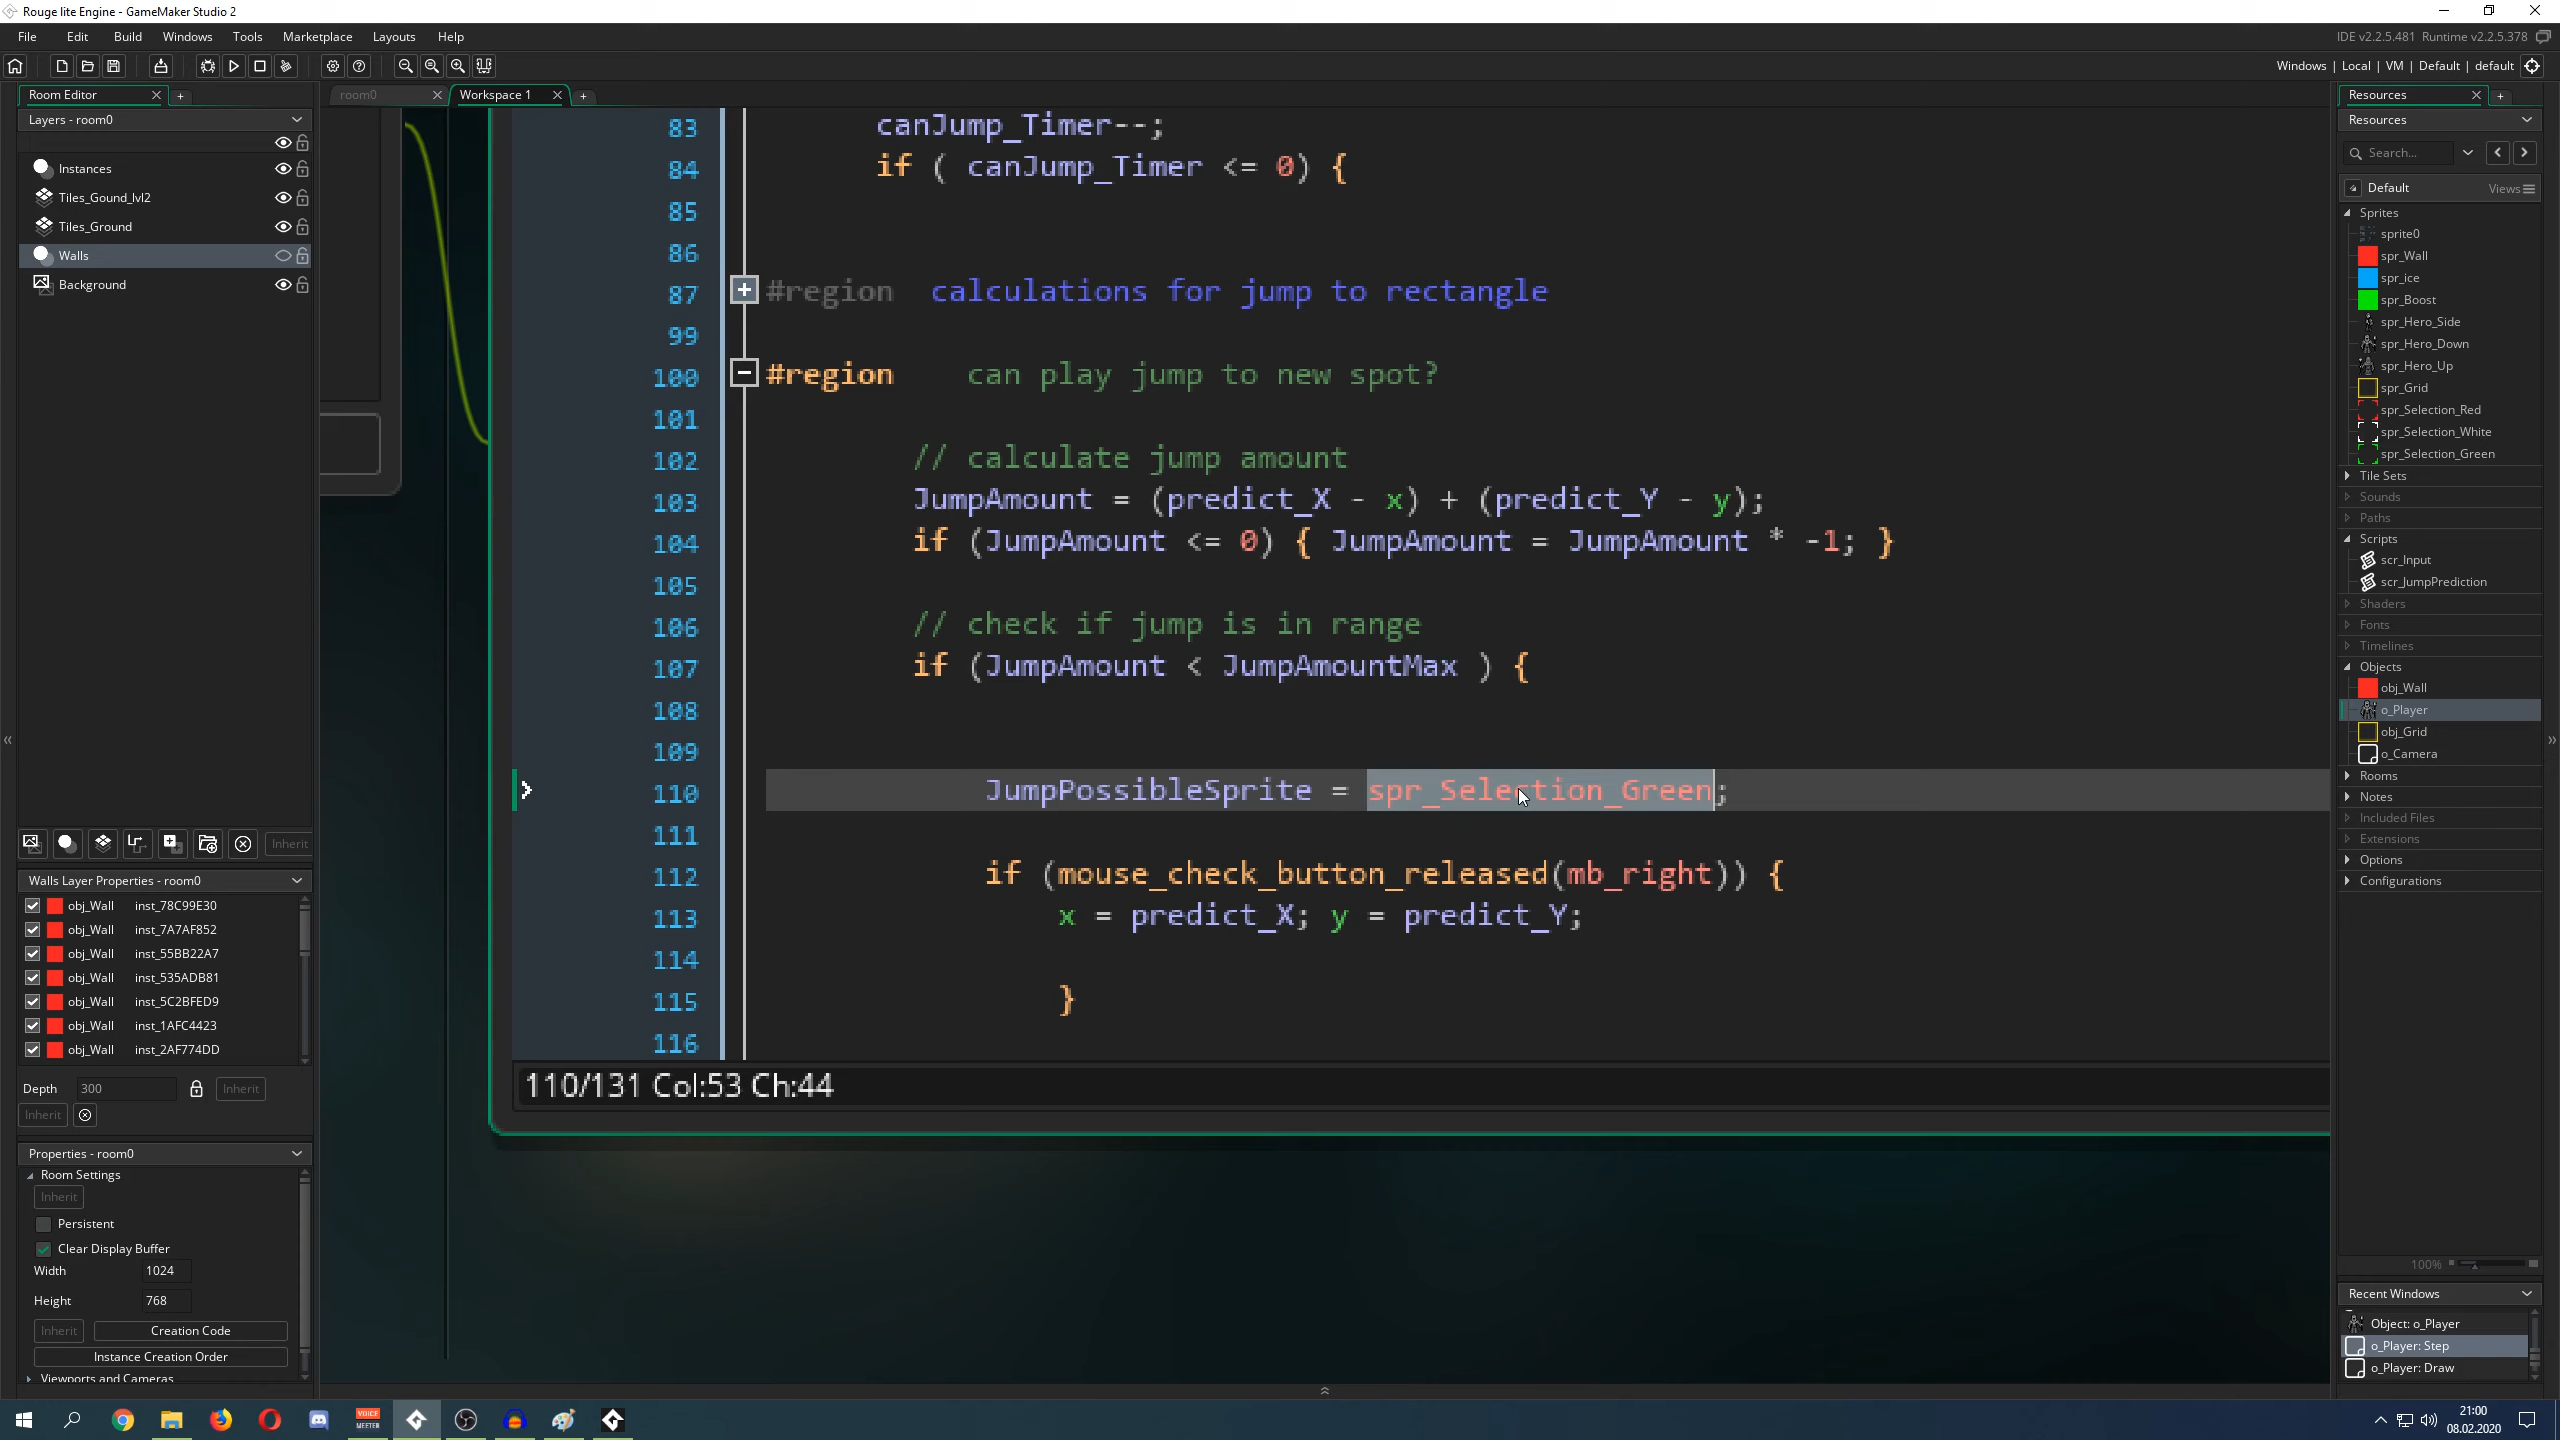 Rouge lite Engine - GameMaker Studio 2
File Edit Build Windows Tools Marketplace Layouts Help
IDE v2.2.5.481 Runtime v2.2.5.378
Windows | Local | VM | Default | default
Room Editor
Layers - room0
Instances
Tiles_Gound_lvl2
Tiles_Ground
Walls
Background
Inherit
Walls Layer Properties - room0
obj_Wall inst_78C99E30
obj_Wall inst_7A7AF852
obj_Wall inst_55BB22A7
obj_Wall inst_535ADB81
obj_Wall inst_5C2BFED9
obj_Wall inst_1AFC4423
obj_Wall inst_2AF774DD
Depth 300 Inherit
Inherit
Properties - room0
Room Settings
Inherit
Persistent
Clear Display Buffer
Width 1024
Height 768
Inherit Creation Code
Instance Creation Order
Viewports and Cameras
room0 Workspace 1
83 canJump_Timer--;
84 if ( canJump_Timer <= 0) {
85
86
87 #region calculations for jump to rectangle
99
100 #region can play jump to new spot?
101
102 // calculate jump amount
103 JumpAmount = (predict_X - x) + (predict_Y - y);
104 if (JumpAmount <= 0) { JumpAmount = JumpAmount * -1; }
105
106 // check if jump is in range
107 if (JumpAmount < JumpAmountMax ) {
108
109
110 JumpPossibleSprite = spr_Selection_Green;
111
112 if (mouse_check_button_released(mb_right)) {
113 x = predict_X; y = predict_Y;
114
115 }
116
110/131 Col:53 Ch:44
Resources
Resources
Search...
Default Views
Sprites
sprite0
spr_Wall
spr_ice
spr_Boost
spr_Hero_Side
spr_Hero_Down
spr_Hero_Up
spr_Grid
spr_Selection_Red
spr_Selection_White
spr_Selection_Green
Tile Sets
Sounds
Paths
Scripts
scr_Input
scr_JumpPrediction
Shaders
Fonts
Timelines
Objects
obj_Wall
o_Player
obj_Grid
o_Camera
Rooms
Notes
Included Files
Extensions
Options
Configurations
100%
Recent Windows
Object: o_Player
o_Player: Step
o_Player: Draw
VOICE
MEETER
21:00
08.02.2020